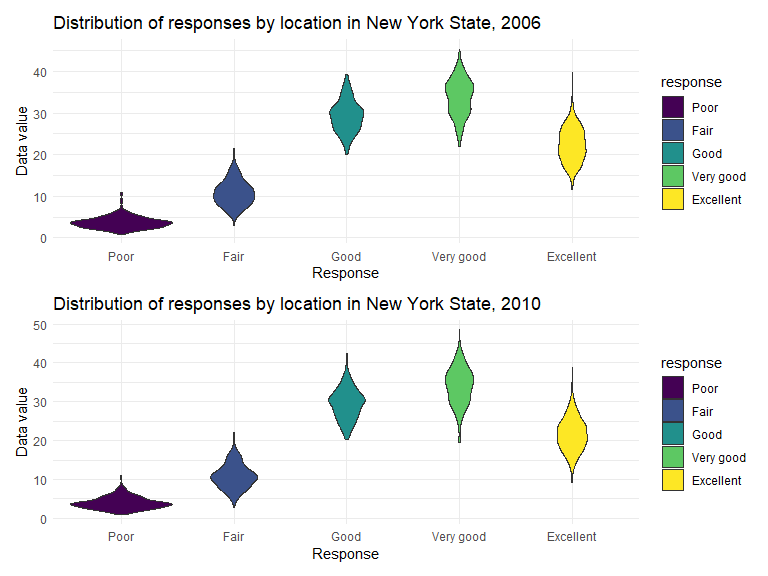 Distribution of responses by location in New York State, 2006
Data value
40
30
20
10
0
Poor
Fair
Good
Very good
Excellent
Response
response
Poor
Fair
Good
Very good
Excellent
Distribution of responses by location in New York State, 2010
Data value
50
40
30
20
10
0
Poor
Fair
Good
Very good
Excellent
Response
response
Poor
Fair
Good
Very good
Excellent